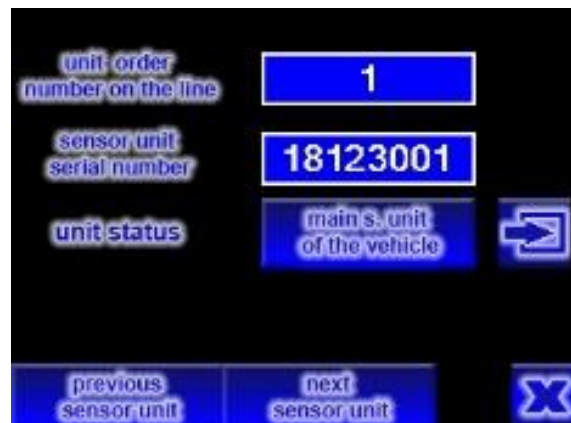 unit order
number on the line
1
sensor unit
serial number
18123001
unit status
main s. unit
of the vehicle
previous
sensor unit
next
sensor unit
X